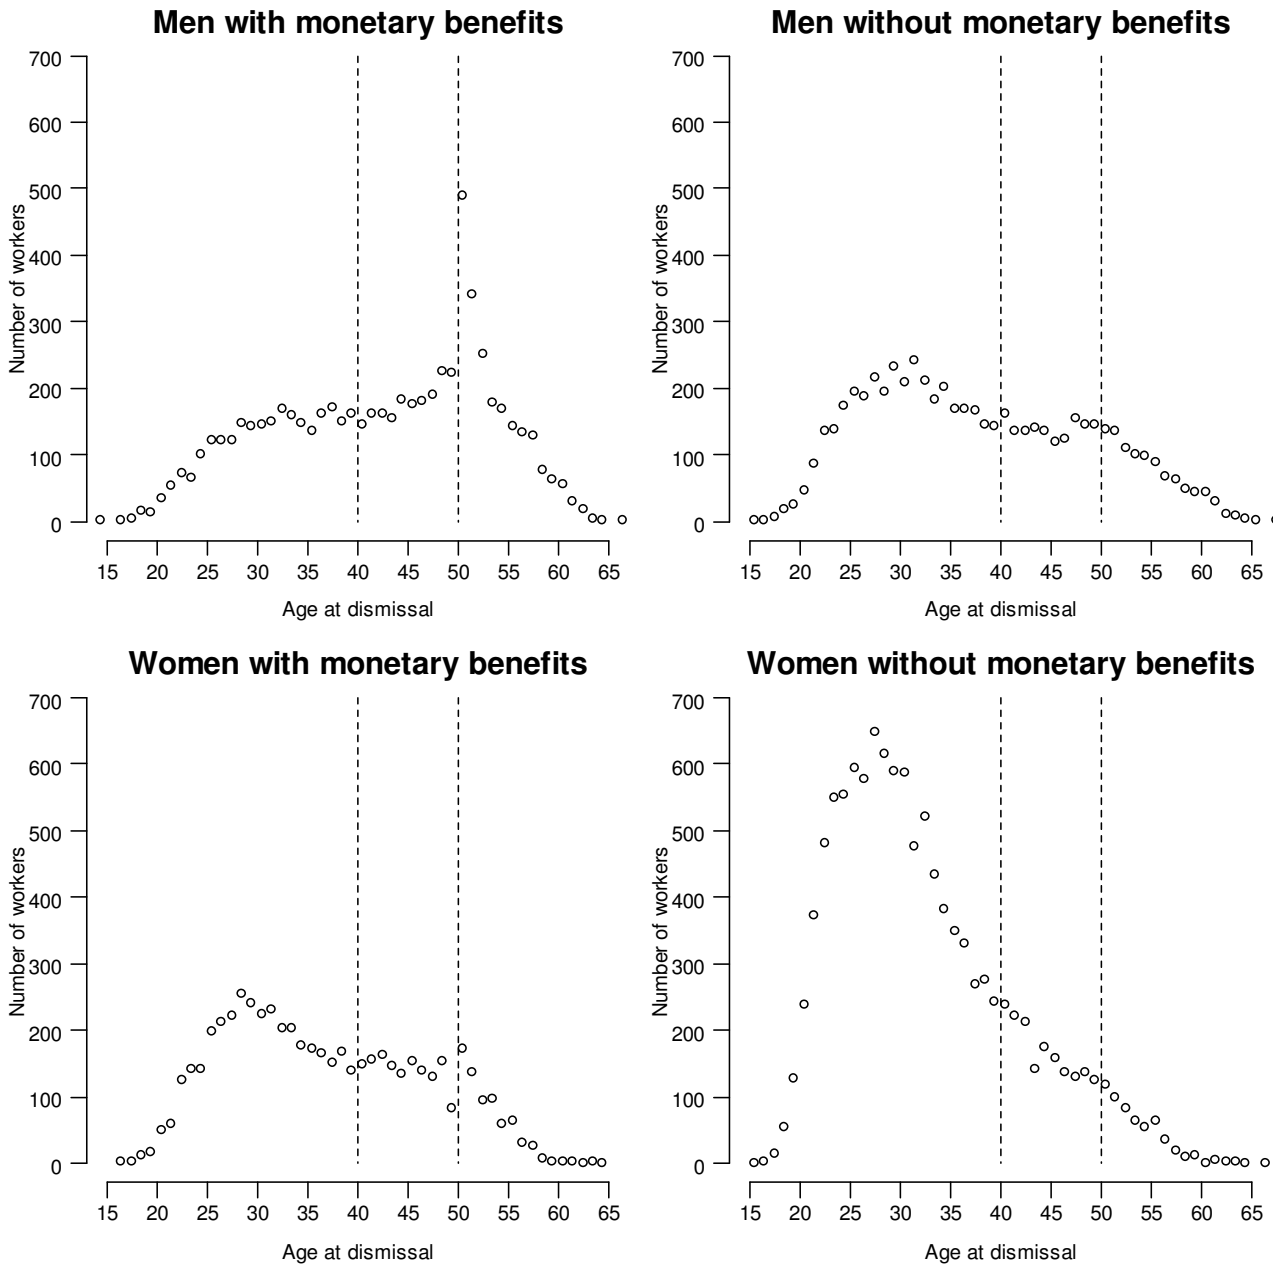 Men with monetary benefits
Number of workers
700
600
500
400
300
200
100
0
15 20 25 30 35 40 45 50 55 60 65
Age at dismissal
Men without monetary benefits
Number of workers
700
600
500
400
300
200
100
0
15 20 25 30 35 40 45 50 55 60 65
Age at dismissal
Women with monetary benefits
Number of workers
700
600
500
400
300
200
100
0
15 20 25 30 35 40 45 50 55 60 65
Age at dismissal
Women without monetary benefits
Number of workers
700
600
500
400
300
200
100
0
15 20 25 30 35 40 45 50 55 60 65
Age at dismissal